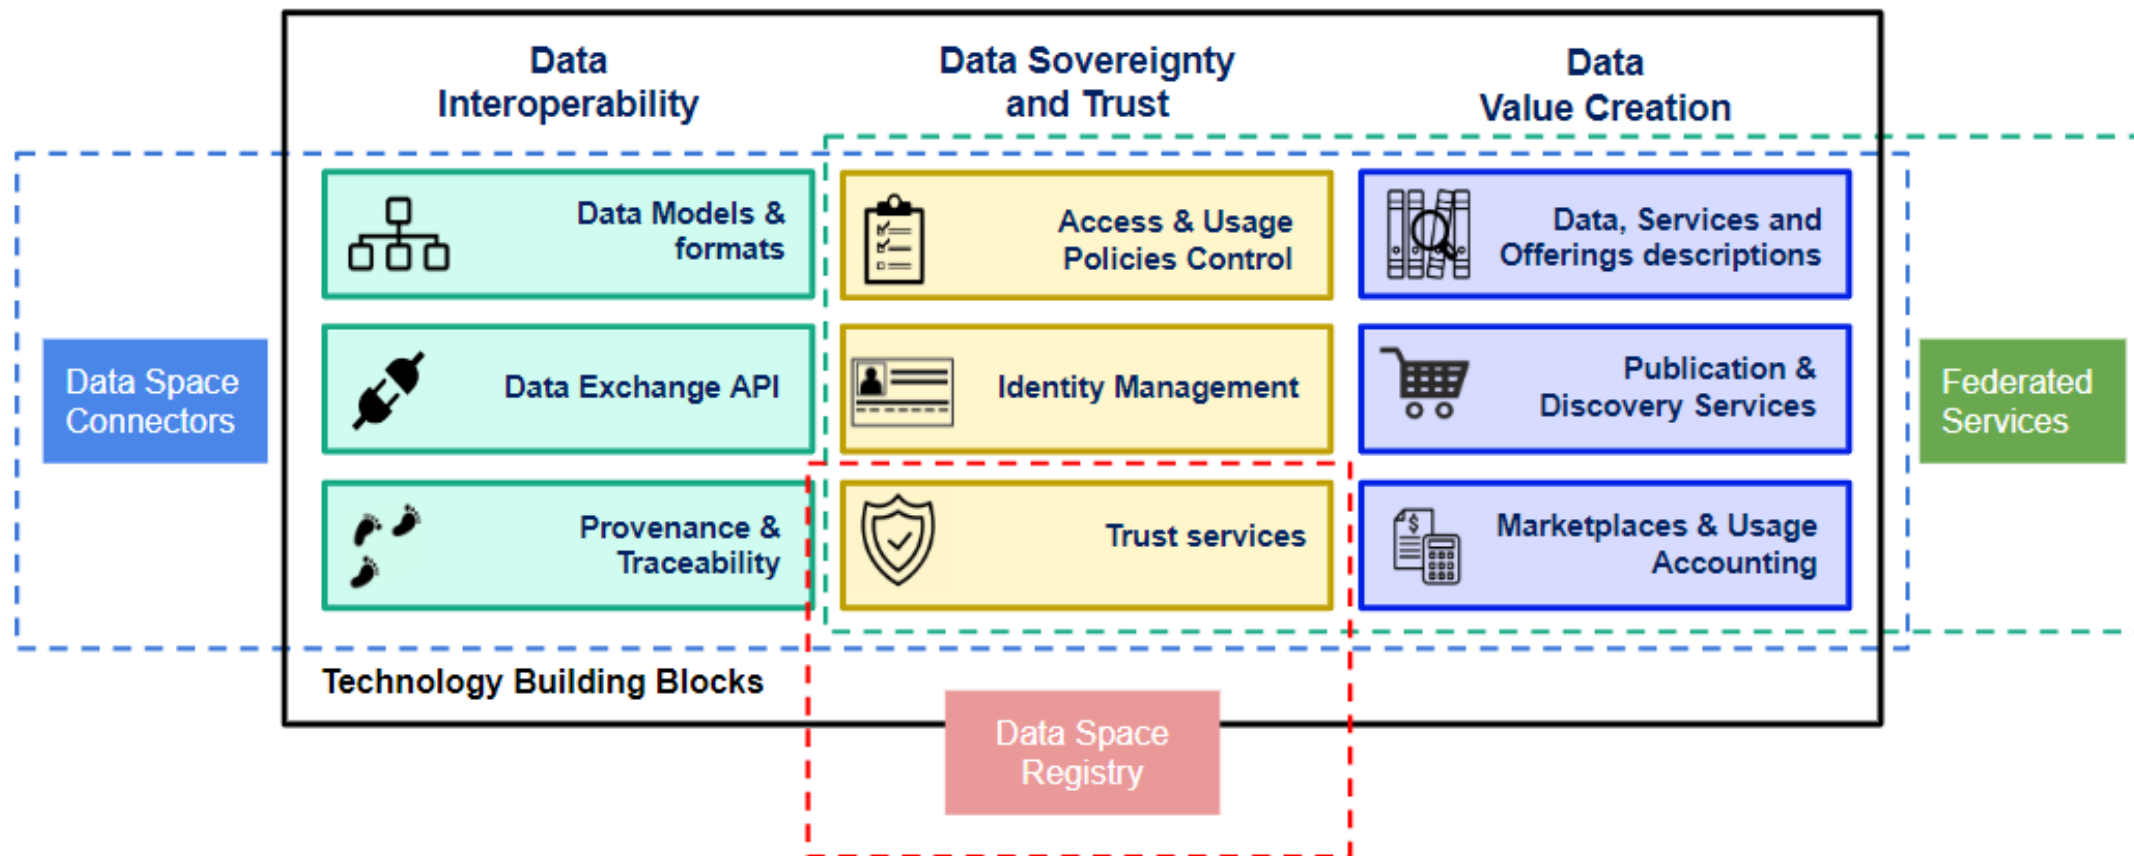 Data
Interoperability
Data Sovereignty
and Trust
Data
Value Creation
Data Models &
formats
Access & Usage
Policies Control
Data, Services and
Offerings descriptions
Data Space
Connectors
Data Exchange API
Identity Management
Publication &
Discovery Services
Federated
Services
Provenance &
Traceability
Trust services
$
Marketplaces & Usage
Accounting
Technology Building Blocks
Data Space
Registry